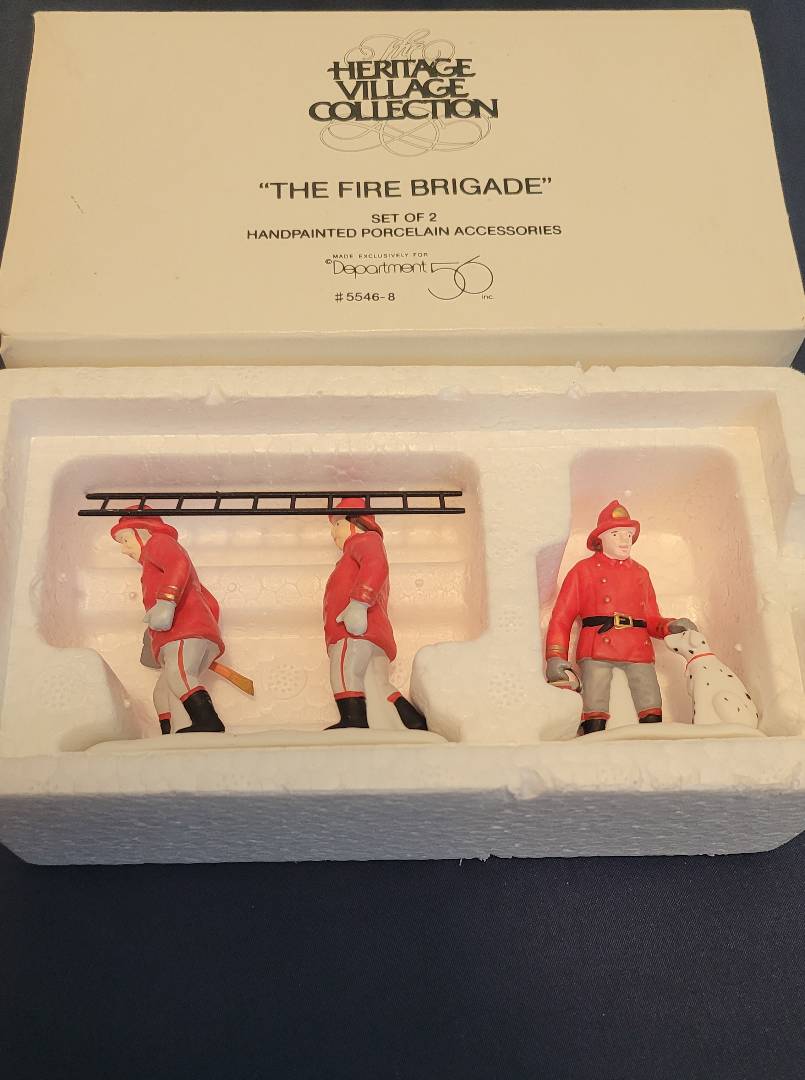 The
HERITAGE
VILLAGE
COLLECTION
“THE FIRE BRIGADE”
SET OF 2
HANDPAINTED PORCELAIN ACCESSORIES
MADE EXCLUSIVELY FOR
©Department 56 inc.
#5546-8